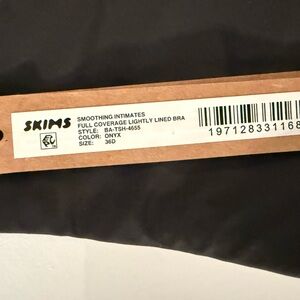 SKIMS
SMOOTHING INTIMATES
FULL COVERAGE LIGHTLY LINED BRA
STYLE: BA-TSH-4655
COLOR: ONYX
SIZE: 36D
197128331168